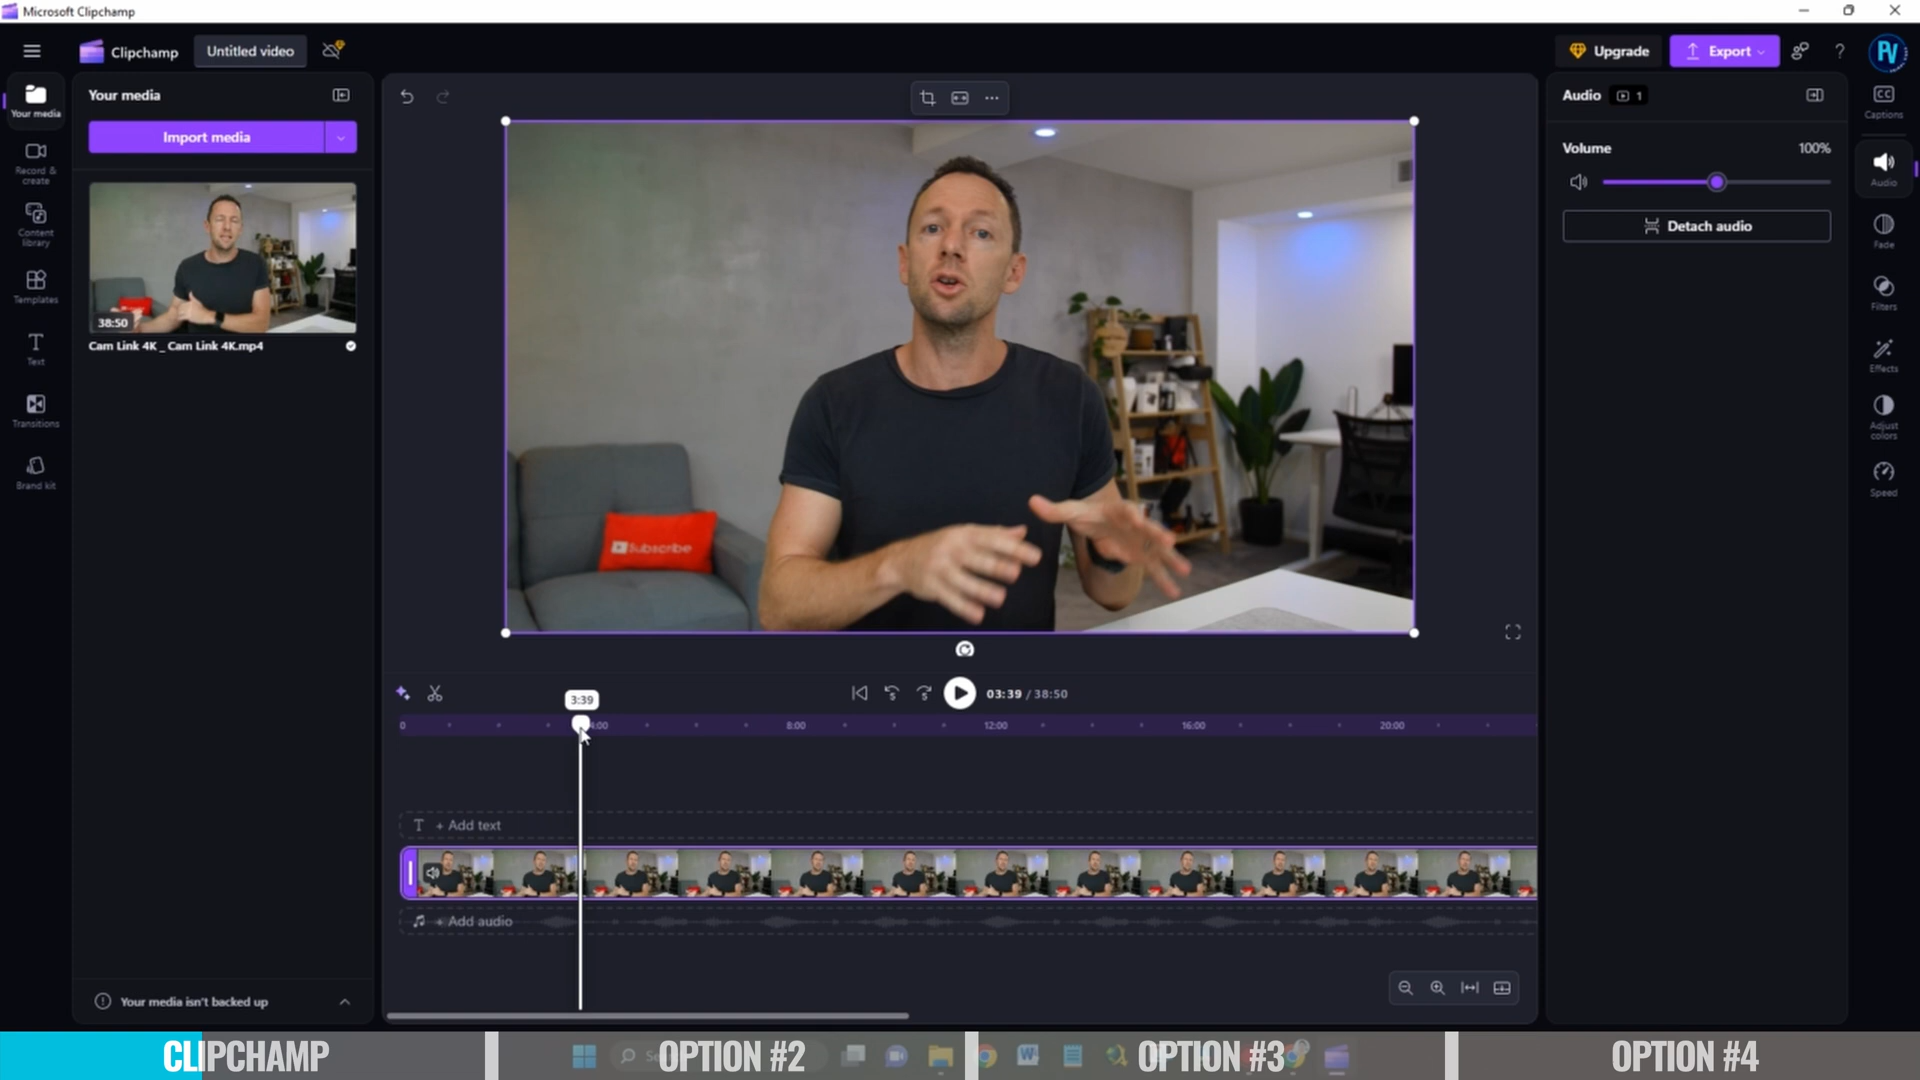 Microsoft Clipchamp
Clipchamp
Untitled video
Upgrade
Export
Your media
Your media
Import media
Record &
create
Content
library
Templates
Text
Transitions
Brand kit
38:50
Cam Link 4K _ Cam Link 4K.mp4
Your media isn't backed up
Subscribe
3:39
03:39 / 38:50
0
4:00
8:00
12:00
16:00
20:00
T + Add text
+ Add audio
Audio 1
Volume 100%
Detach audio
CC
Captions
Audio
Fade
Filters
Effects
Adjust
colors
Speed
CLIPCHAMP
OPTION #2
OPTION #3
OPTION #4